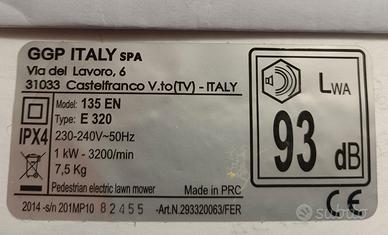 GGP ITALY SPA
Via del Lavoro, 6
31033 Castelfranco V.to(TV) - ITALY
Model: 135 EN
Type: E 320
IPX4
230-240V~50Hz
1 kW - 3200/min
7,5 Kg
Pedestrian electric lawn mower
Made in PRC
2014 -s/n 201MP10 82455 -Art.N.293320063/FER
LWA
93 dB
CE
subito